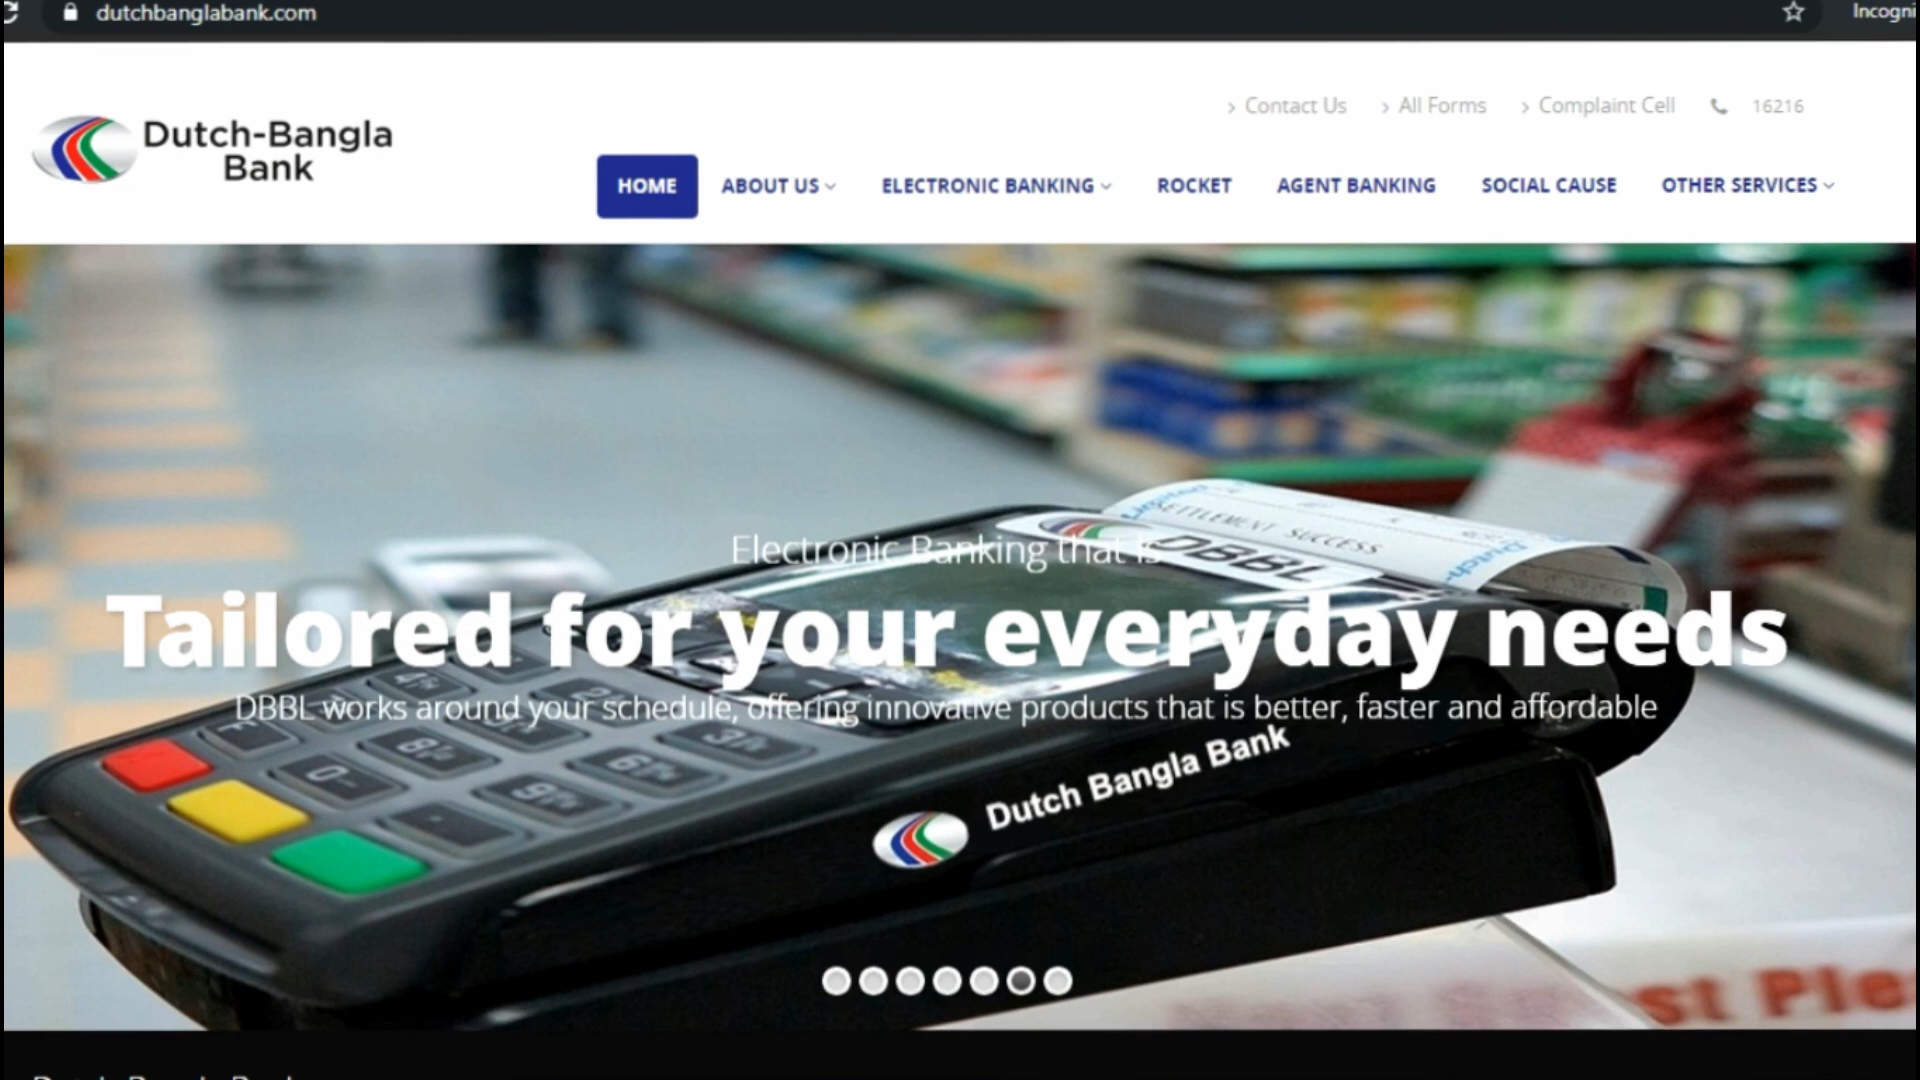 dutchbanglabank.com
Incogni
Contact Us
All Forms
Complaint Cell
16216
Dutch-Bangla
Bank
HOME
ABOUT US
ELECTRONIC BANKING
ROCKET
AGENT BANKING
SOCIAL CAUSE
OTHER SERVICES
SETTLEMENT SUCCESS
DBBL
Electronic Banking that is
Tailored for your everyday needs
DBBL works around your schedule, offering innovative products that is better, faster and affordable
Dutch Bangla Bank
st Ple